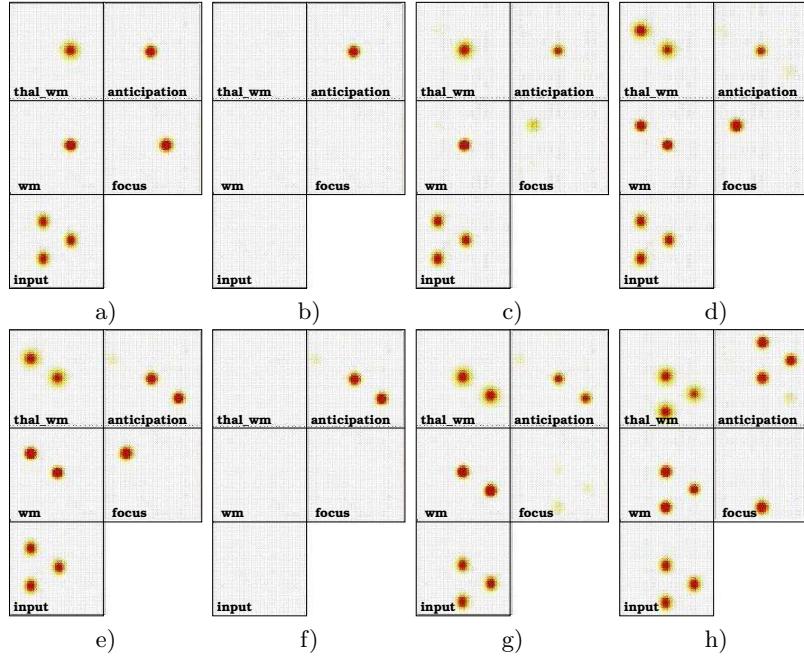 thal_wm anticipation thal_wm anticipation thal_wm anticipation thal_wm anticipation
wm focus wm focus wm focus wm focus
input input input input
a) b) c) d)
thal_wm anticipation thal_wm anticipation thal_wm anticipation thal_wm anticipation
wm focus wm focus wm focus wm focus
input input input input
e) f) g) h)